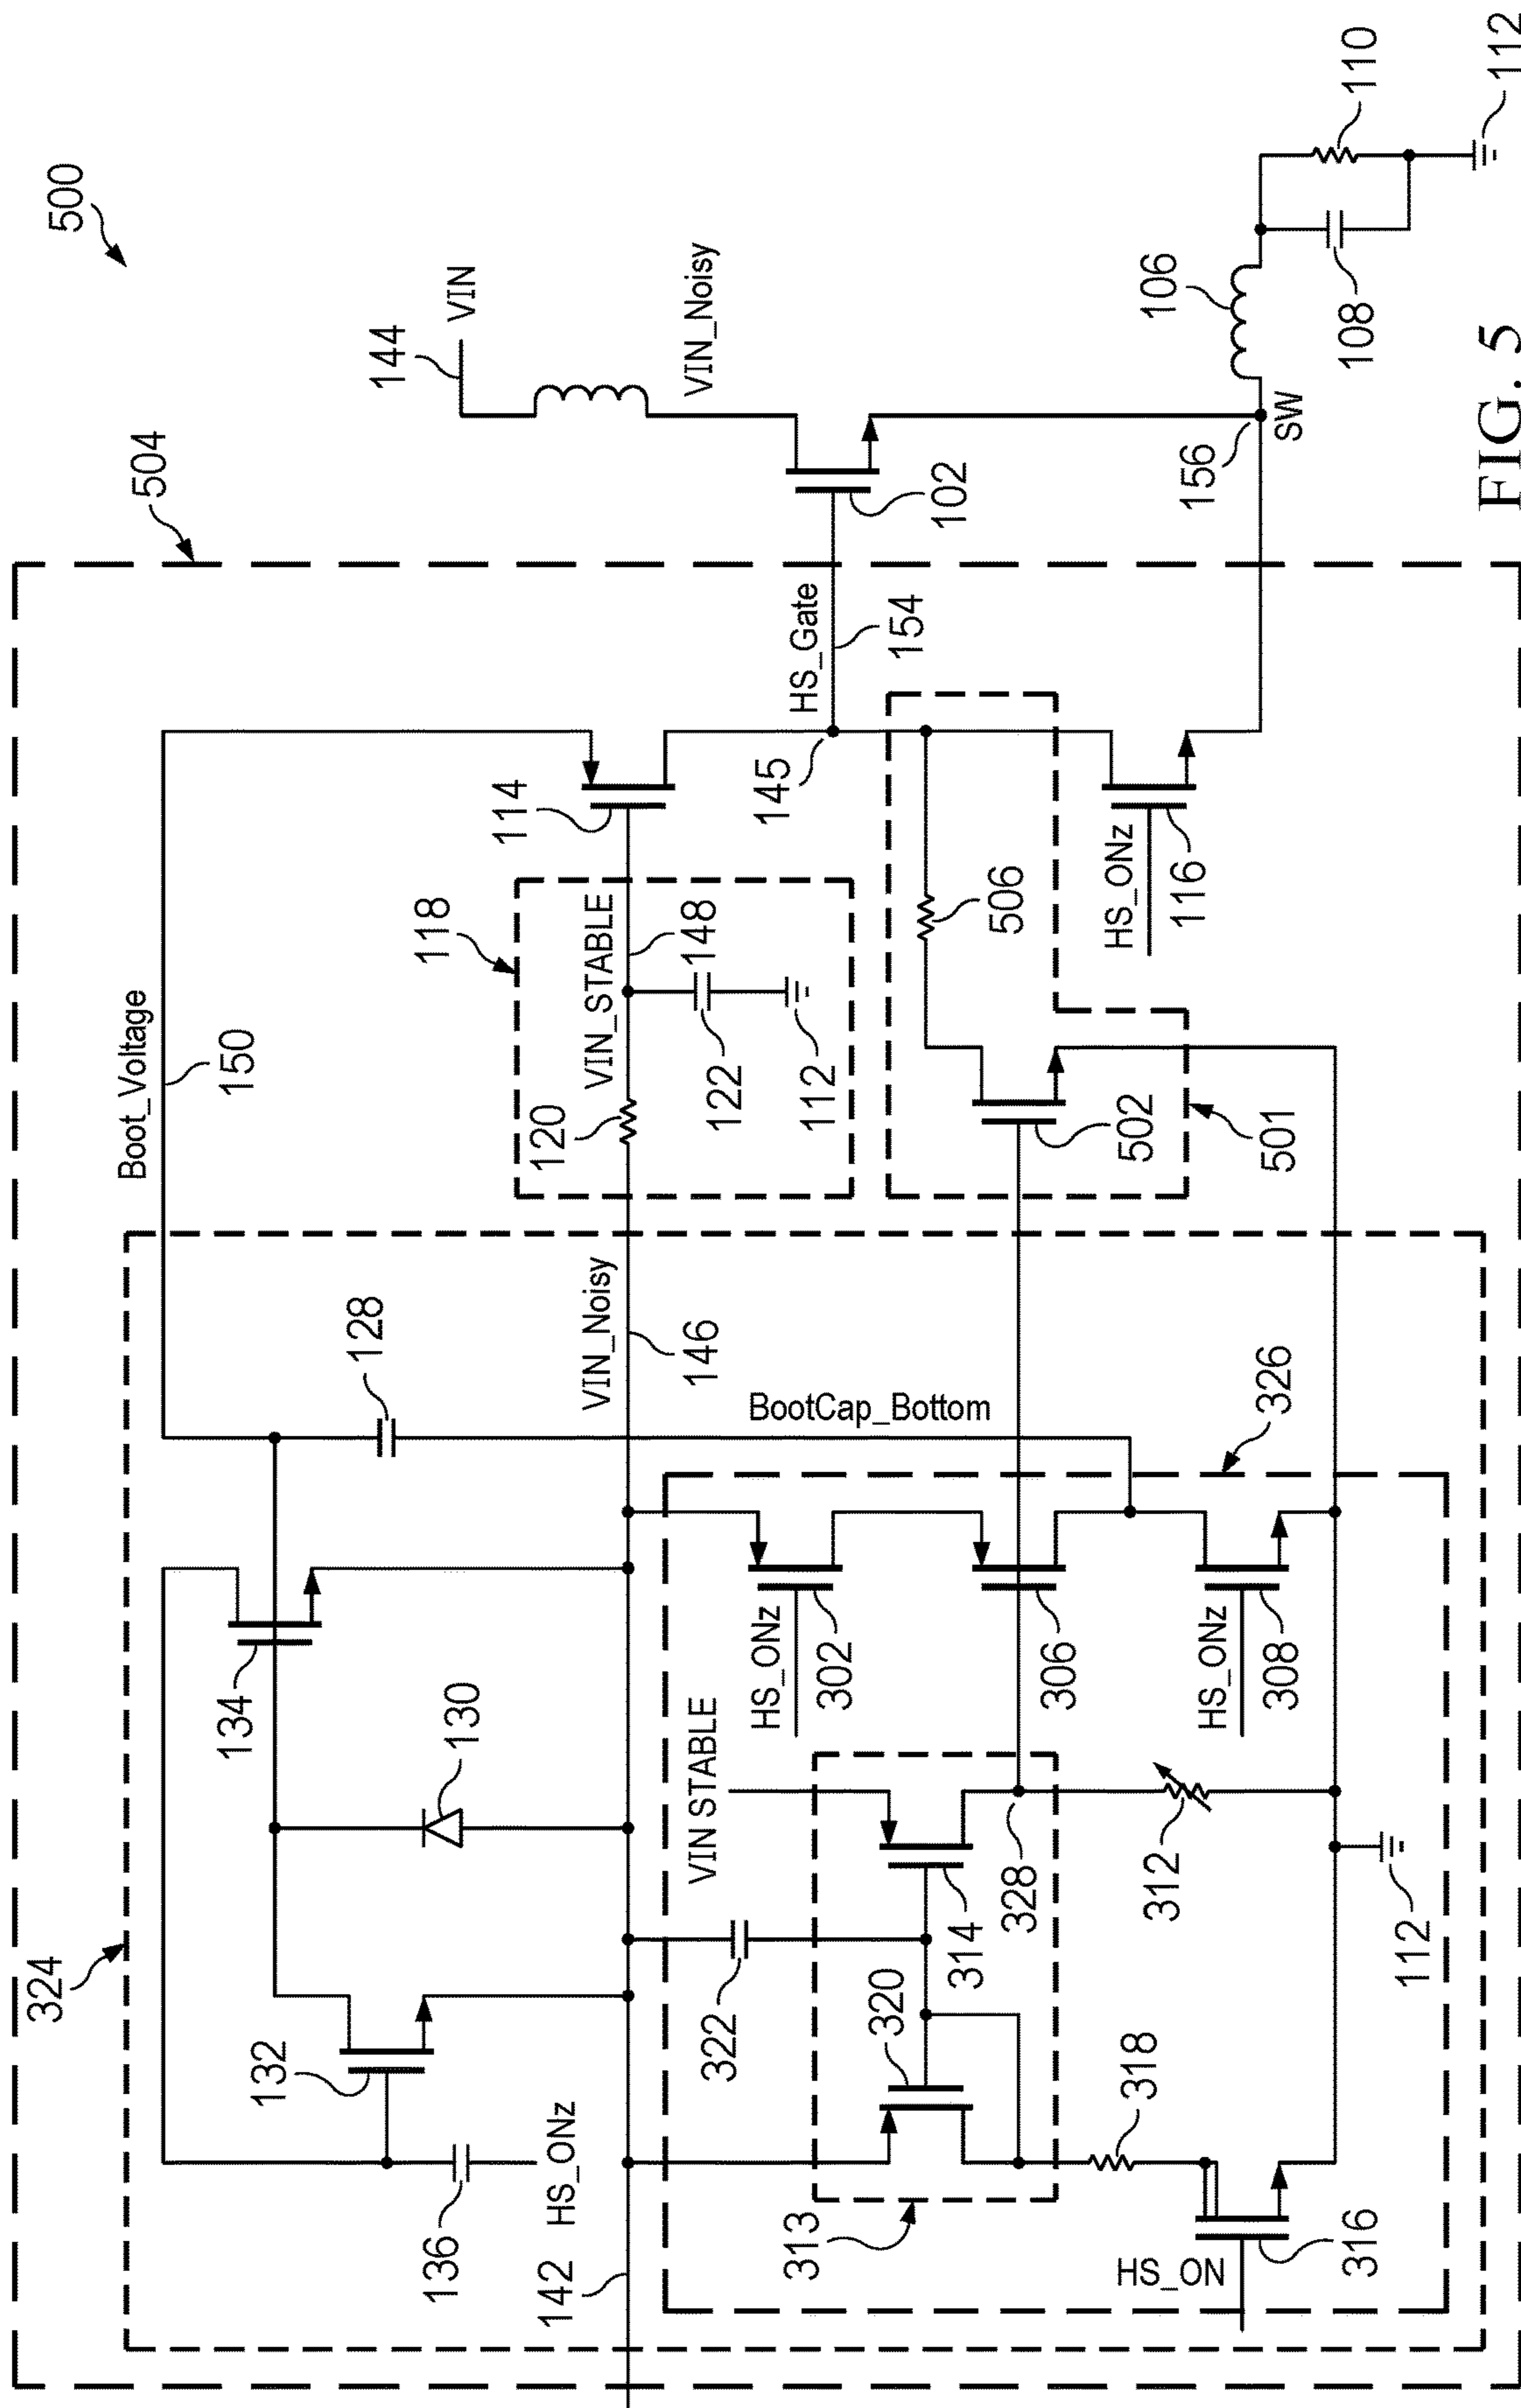 500
504
144
VIN
VIN_Noisy
102
HS_Gate
154
145
114
118
VIN_STABLE
148
120
122
112
Boot_Voltage
150
506
502
501
HS_ONz
116
156
SW
106
108
110
112
324
134
128
130
132
136
HS_ONz
142
VIN_Noisy
146
BootCap_Bottom
326
VIN STABLE
HS_ONz
302
306
HS_ONz
308
322
320
314
328
312
313
318
HS_ON
316
112
FIG. 5